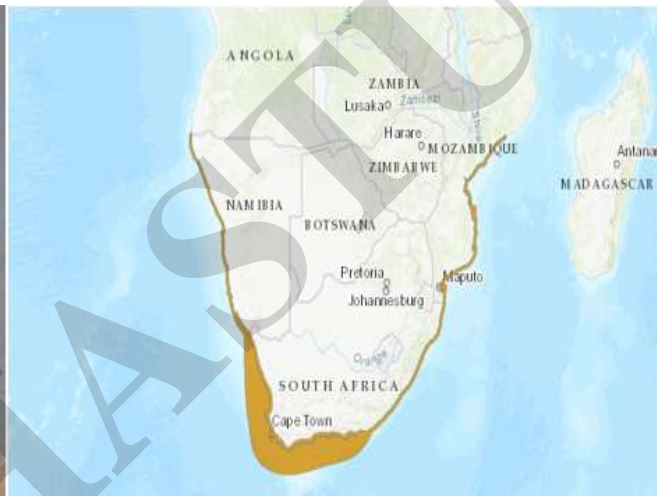 ANGOLA
ZAMBIA
Lusaka
Zambezi
Harare
MOZAMBIQUE
ZIMBABWE
Antanan
MADAGASCAR
NAMIBIA
BOTSWANA
Pretoria
Maputo
Johannesburg
Orange
SOUTH AFRICA
Cape Town